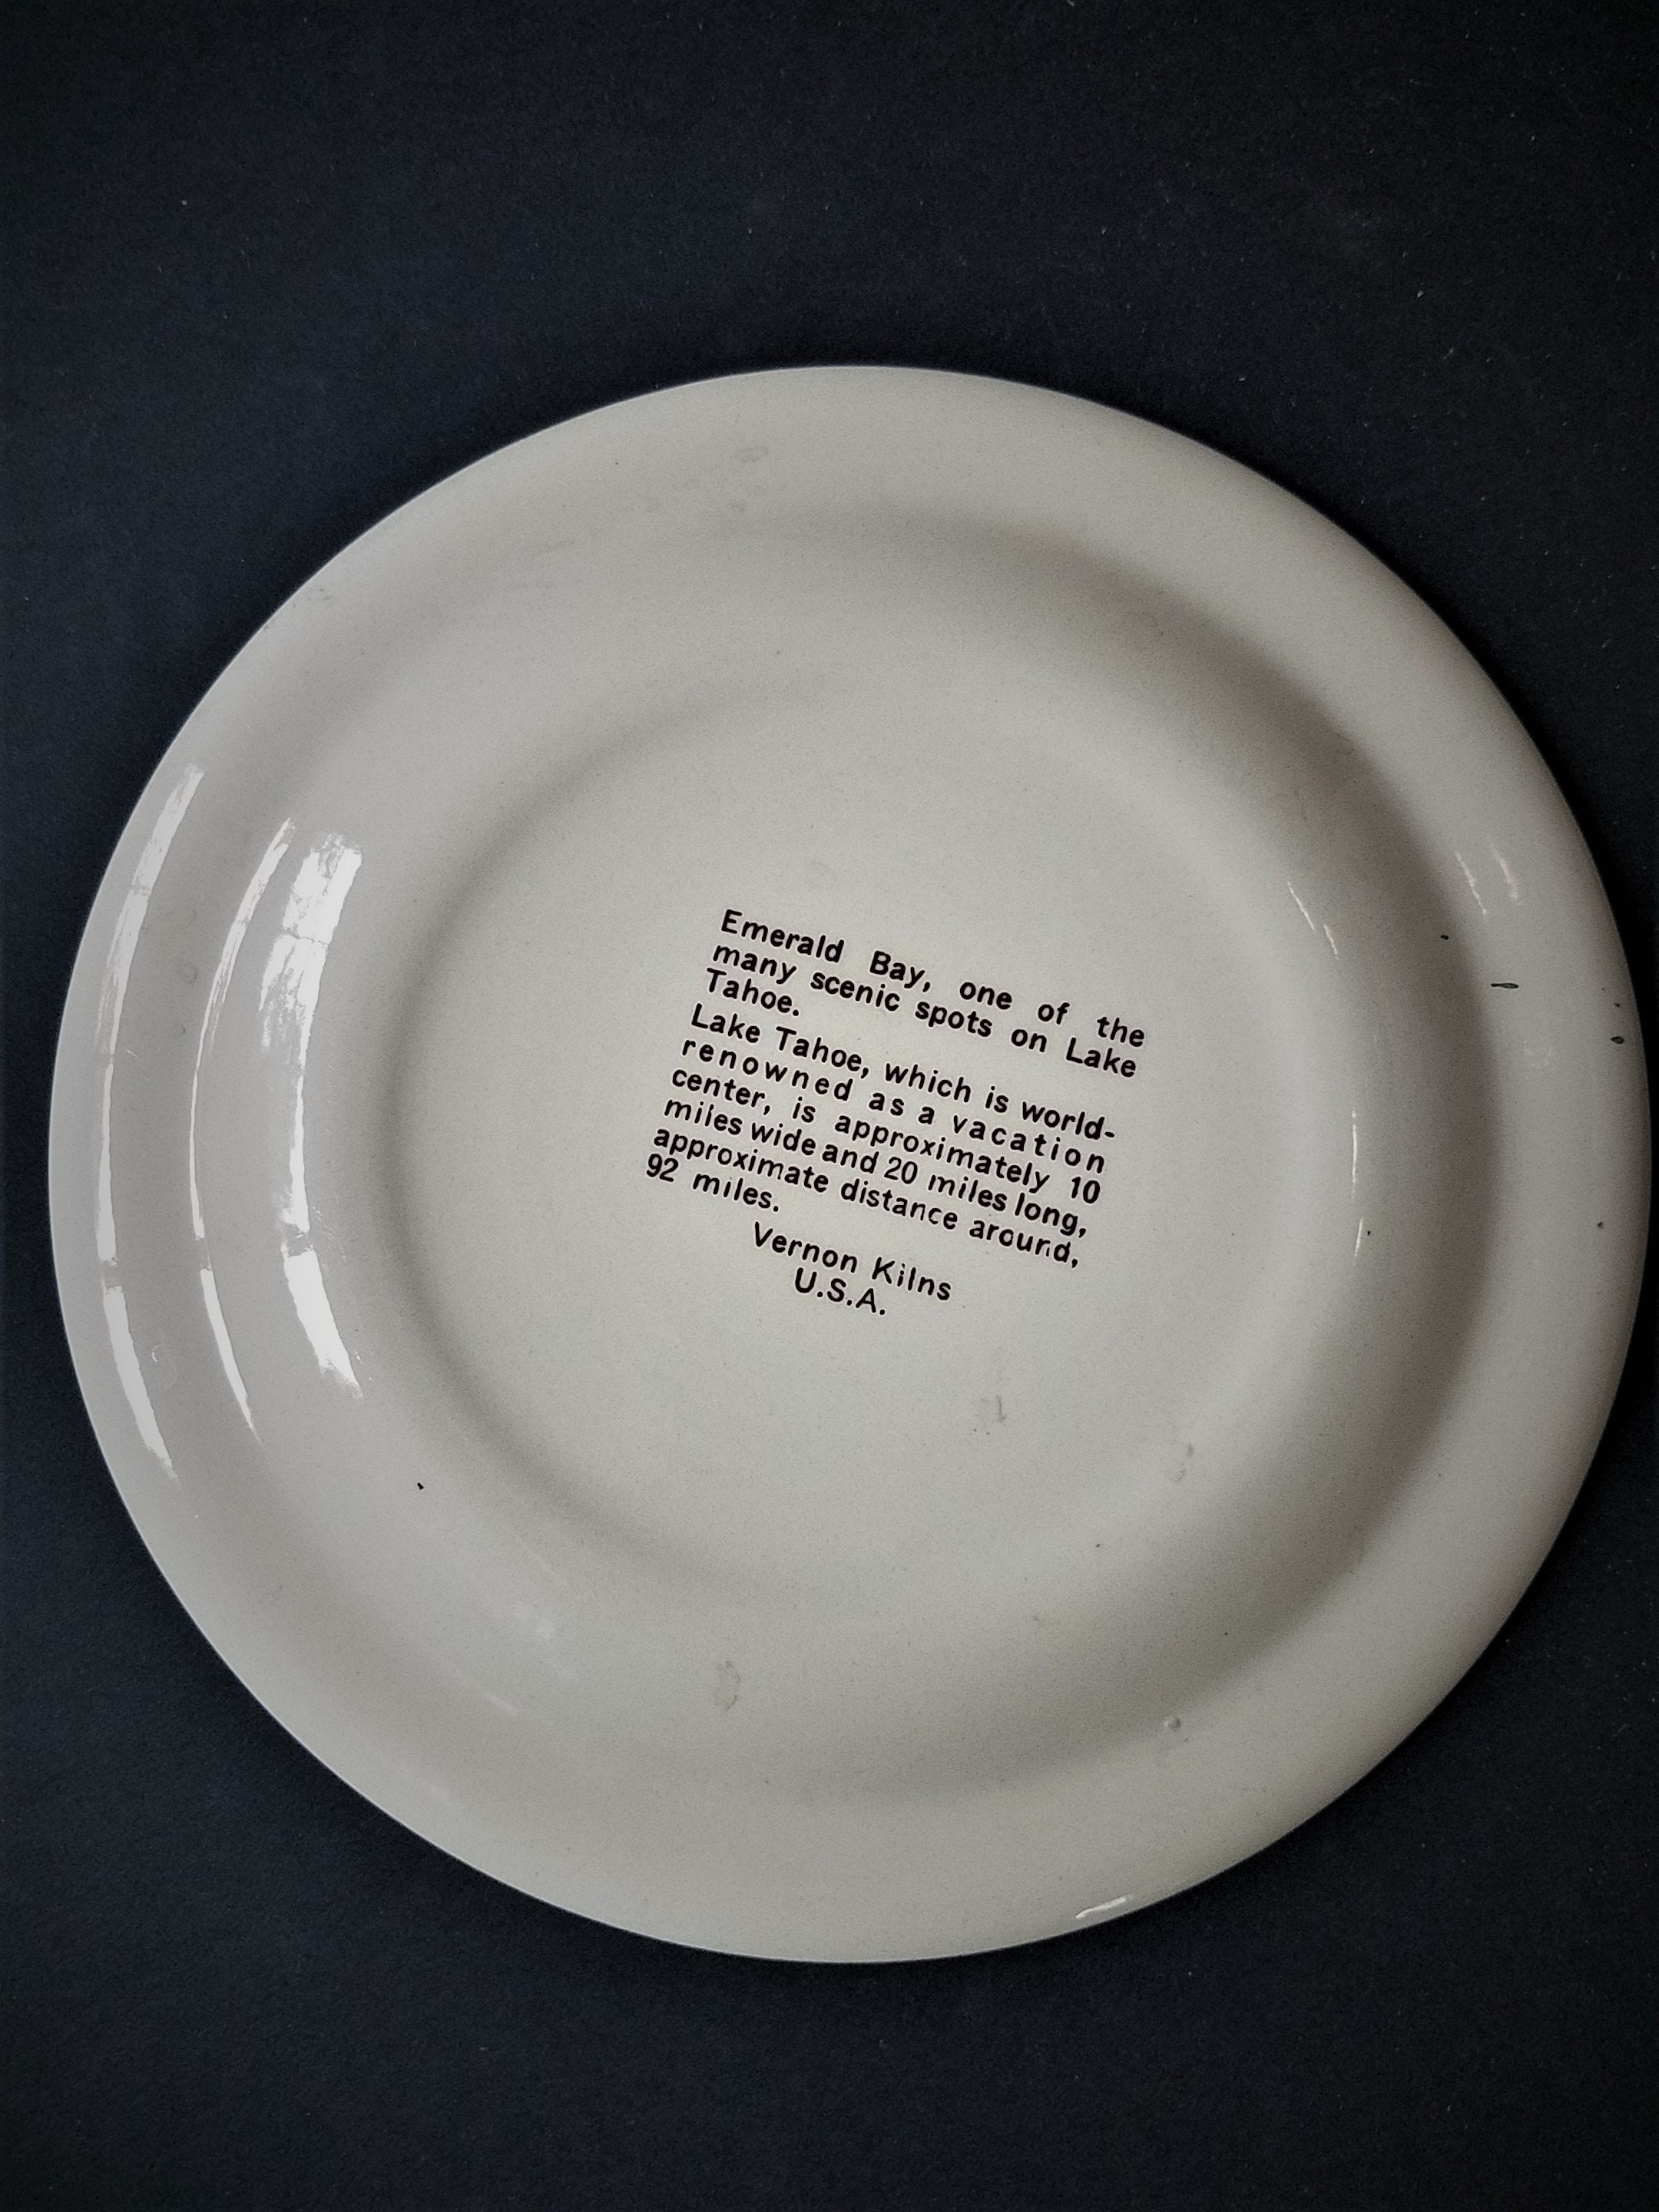 Emerald Bay, one of the
many scenic spots on Lake
Tahoe.
Lake Tahoe, which is world-
renowned as a vacation
center, is approximately 10
miles wide and 20 miles long,
approximate distance around,
92 miles.
Vernon Kilns
U.S.A.